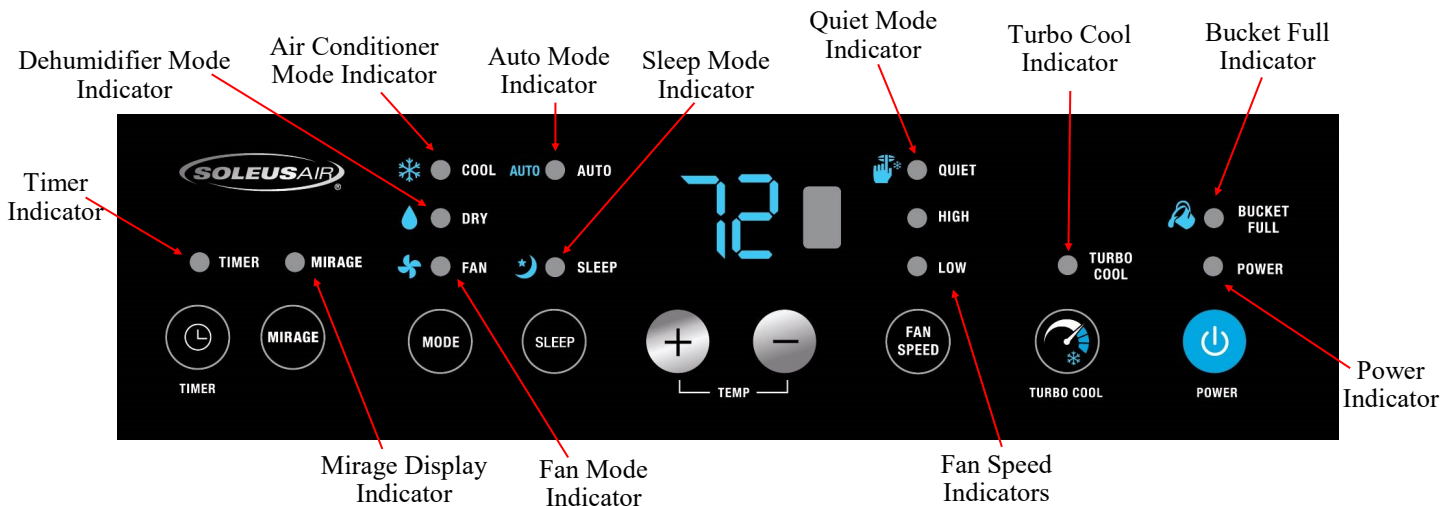 Quiet Mode
Indicator
Turbo Cool
Indicator
Bucket Full
Indicator
Air Conditioner
Mode Indicator
Dehumidifier Mode
Indicator
Auto Mode
Indicator
Sleep Mode
Indicator
SOLEUSAIR®
COOL
AUTO
AUTO
72
QUIET
Timer
Indicator
DRY
HIGH
BUCKET
FULL
TIMER
MIRAGE
FAN
SLEEP
LOW
TURBO
COOL
POWER
MIRAGE
MODE
SLEEP
+
−
FAN
SPEED
TIMER
TEMP
TURBO COOL
POWER
Power
Indicator
Mirage Display
Indicator
Fan Mode
Indicator
Fan Speed
Indicators